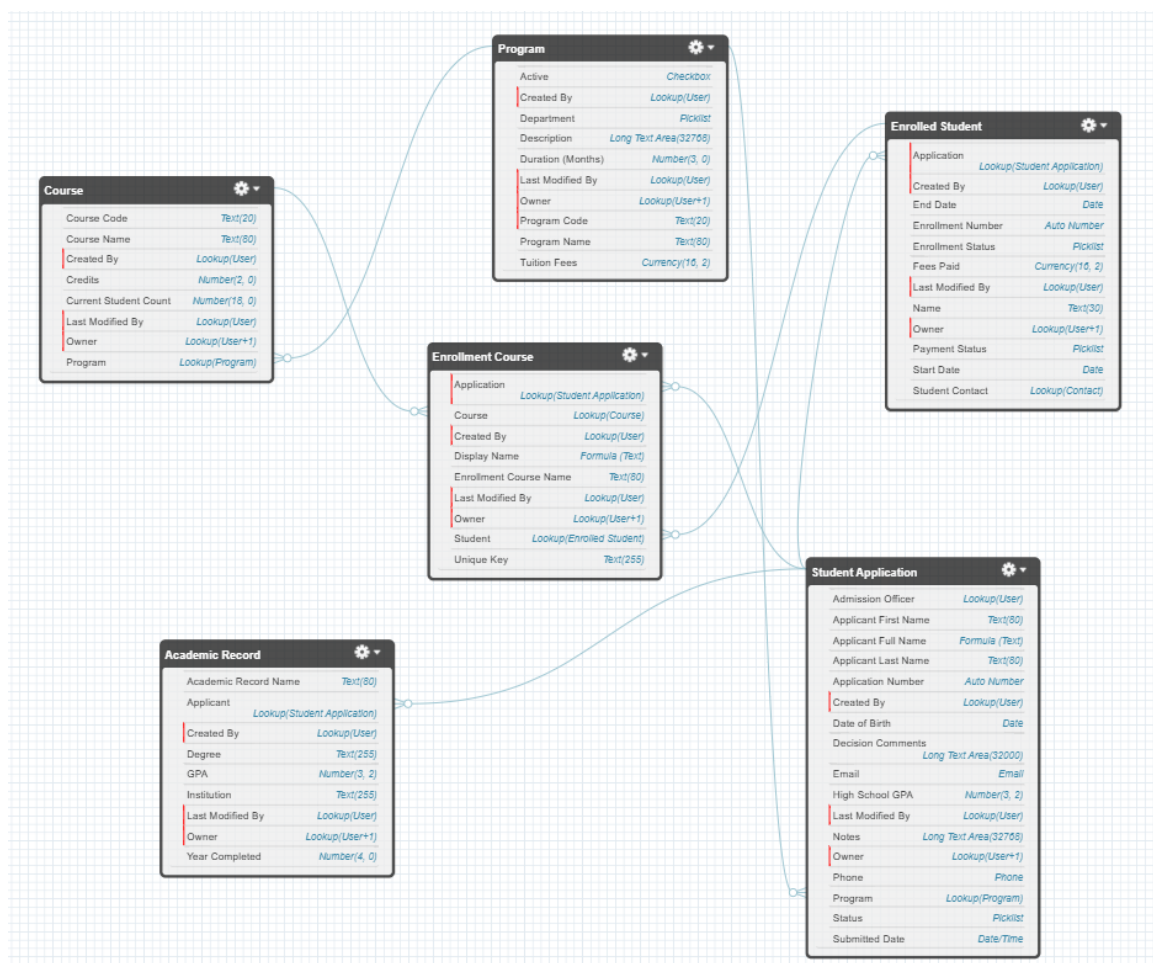 Program
Active Checkbox
Created By Lookup(User)
Department Picklist
Description Long Text Area(32768)
Duration (Months) Number(3, 0)
Last Modified By Lookup(User)
Owner Lookup(User+1)
Program Code Text(20)
Program Name Text(80)
Tuition Fees Currency(16, 2)
Enrolled Student
Application
Lookup(Student Application)
Created By Lookup(User)
End Date Date
Enrollment Number Auto Number
Enrollment Status Picklist
Fees Paid Currency(16, 2)
Last Modified By Lookup(User)
Name Text(30)
Owner Lookup(User+1)
Payment Status Picklist
Start Date Date
Student Contact Lookup(Contact)
Course
Course Code Text(20)
Course Name Text(80)
Created By Lookup(User)
Credits Number(2, 0)
Current Student Count Number(18, 0)
Last Modified By Lookup(User)
Owner Lookup(User+1)
Program Lookup(Program)
Enrollment Course
Application
Lookup(Student Application)
Course Lookup(Course)
Created By Lookup(User)
Display Name Formula (Text)
Enrollment Course Name Text(80)
Last Modified By Lookup(User)
Owner Lookup(User+1)
Student Lookup(Enrolled Student)
Unique Key Text(255)
Student Application
Admission Officer Lookup(User)
Applicant First Name Text(80)
Applicant Full Name Formula (Text)
Applicant Last Name Text(80)
Application Number Auto Number
Created By Lookup(User)
Date of Birth Date
Decision Comments
Long Text Area(32000)
Email Email
High School GPA Number(3, 2)
Last Modified By Lookup(User)
Notes Long Text Area(32768)
Owner Lookup(User+1)
Phone Phone
Program Lookup(Program)
Status Picklist
Submitted Date Date/Time
Academic Record
Academic Record Name Text(80)
Applicant
Lookup(Student Application)
Created By Lookup(User)
Degree Text(255)
GPA Number(3, 2)
Institution Text(255)
Last Modified By Lookup(User)
Owner Lookup(User+1)
Year Completed Number(4, 0)